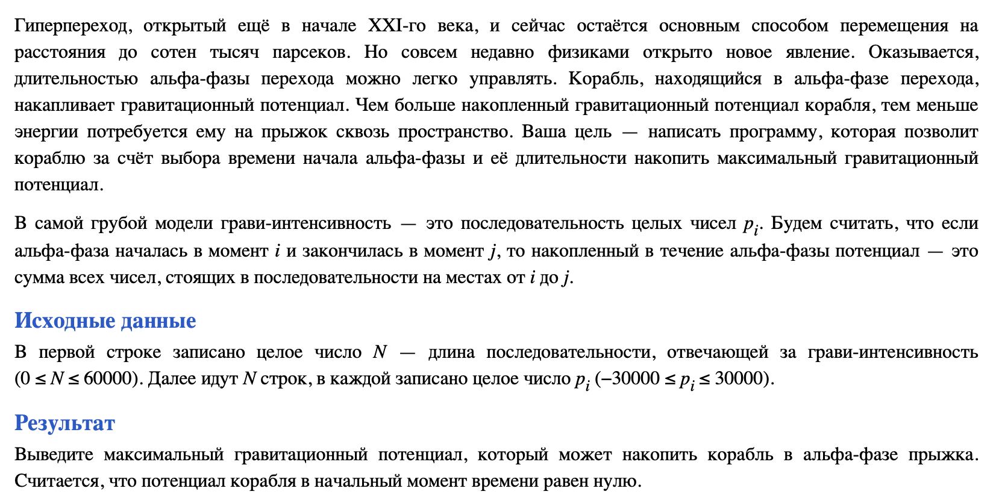 Гиперпереход, открытый ещё в начале XXI-го века, и сейчас остаётся основным способом перемещения на
расстояния до сотен тысяч парсеков. Но совсем недавно физиками открыто новое явление. Оказывается,
длительностью альфа-фазы перехода можно легко управлять. Корабль, находящийся в альфа-фазе перехода,
накапливает гравитационный потенциал. Чем больше накопленный гравитационный потенциал корабля, тем меньше
энергии потребуется ему на прыжок сквозь пространство. Ваша цель — написать программу, которая позволит
кораблю за счёт выбора времени начала альфа-фазы и её длительности накопить максимальный гравитационный
потенциал.
В самой грубой модели грави-интенсивность — это последовательность целых чисел pᵢ. Будем считать, что если
альфа-фаза началась в момент i и закончилась в момент j, то накопленный в течение альфа-фазы потенциал — это
сумма всех чисел, стоящих в последовательности на местах от i до j.
Исходные данные
В первой строке записано целое число N — длина последовательности, отвечающей за грави-интенсивность
(0 ≤ N ≤ 60000). Далее идут N строк, в каждой записано целое число pᵢ (−30000 ≤ pᵢ ≤ 30000).
Результат
Выведите максимальный гравитационный потенциал, который может накопить корабль в альфа-фазе прыжка.
Считается, что потенциал корабля в начальный момент времени равен нулю.